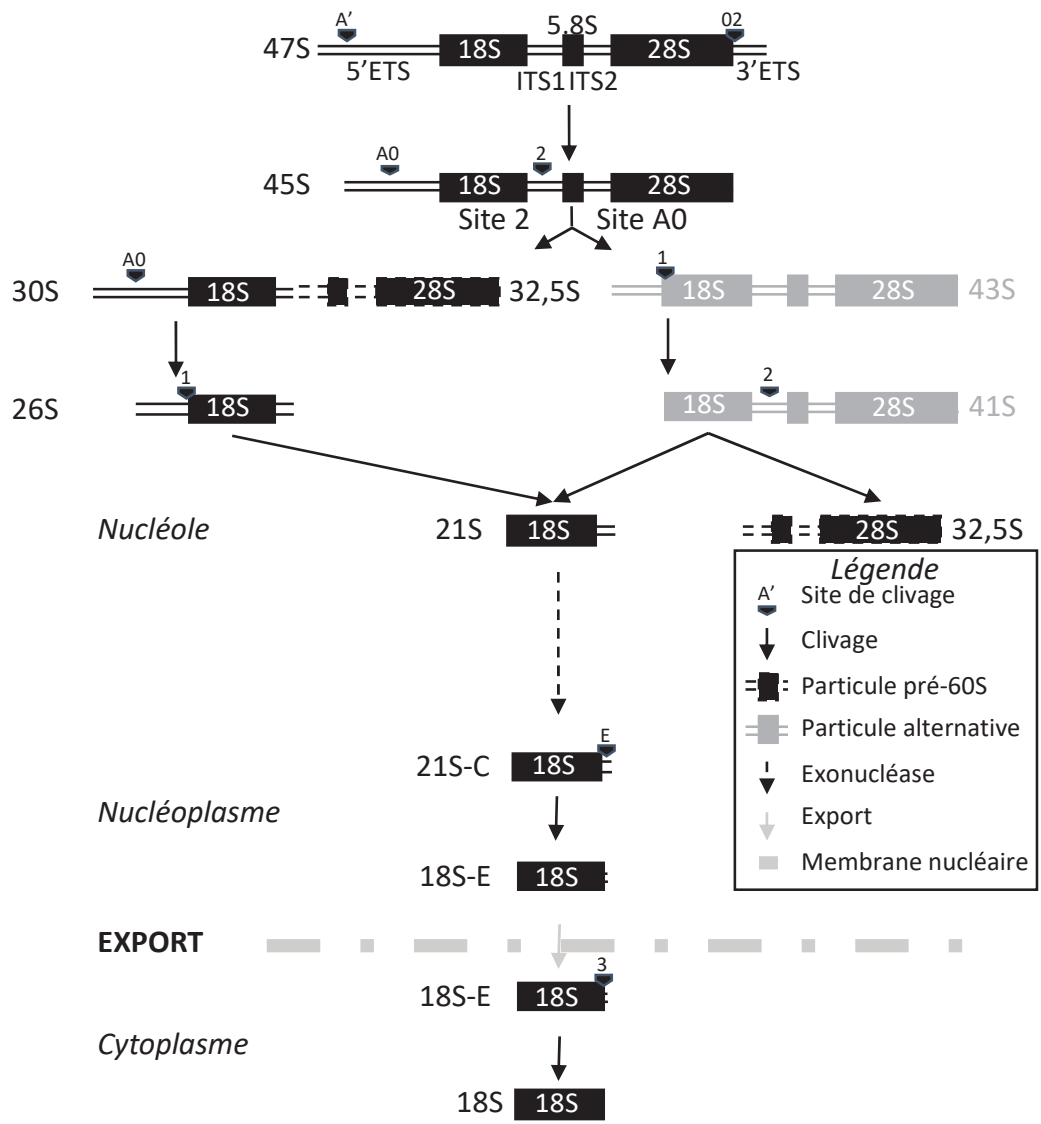 A' 5.8S 02
47S 18S 28S
5'ETS ITS1 ITS2 3'ETS
A0 2
45S 18S 28S
Site 2 Site A0
A0 1
30S 18S 28S 32,5S 18S 28S 43S
1 2
26S 18S 18S 28S 41S
Nucléole 21S 18S 28S 32,5S
Légende
A' Site de clivage
Clivage
Particule pré-60S
Particule alternative
E
21S-C 18S Exonucléase
Nucléoplasme Export
18S-E 18S Membrane nucléaire
EXPORT
3
18S-E 18S
Cytoplasme
18S 18S